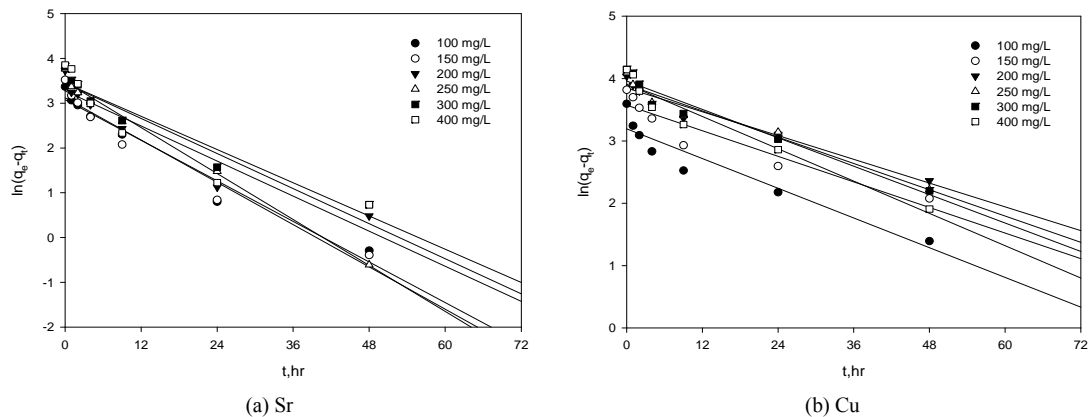 5
4
3
2
1
0
-1
-2
ln(qe-qt)
100 mg/L
150 mg/L
200 mg/L
250 mg/L
300 mg/L
400 mg/L
0 12 24 36 48 60 72
t,hr
(a) Sr
5
4
3
2
1
0
ln(qe-qt)
100 mg/L
150 mg/L
200 mg/L
250 mg/L
300 mg/L
400 mg/L
0 12 24 36 48 60 72
t,hr
(b) Cu